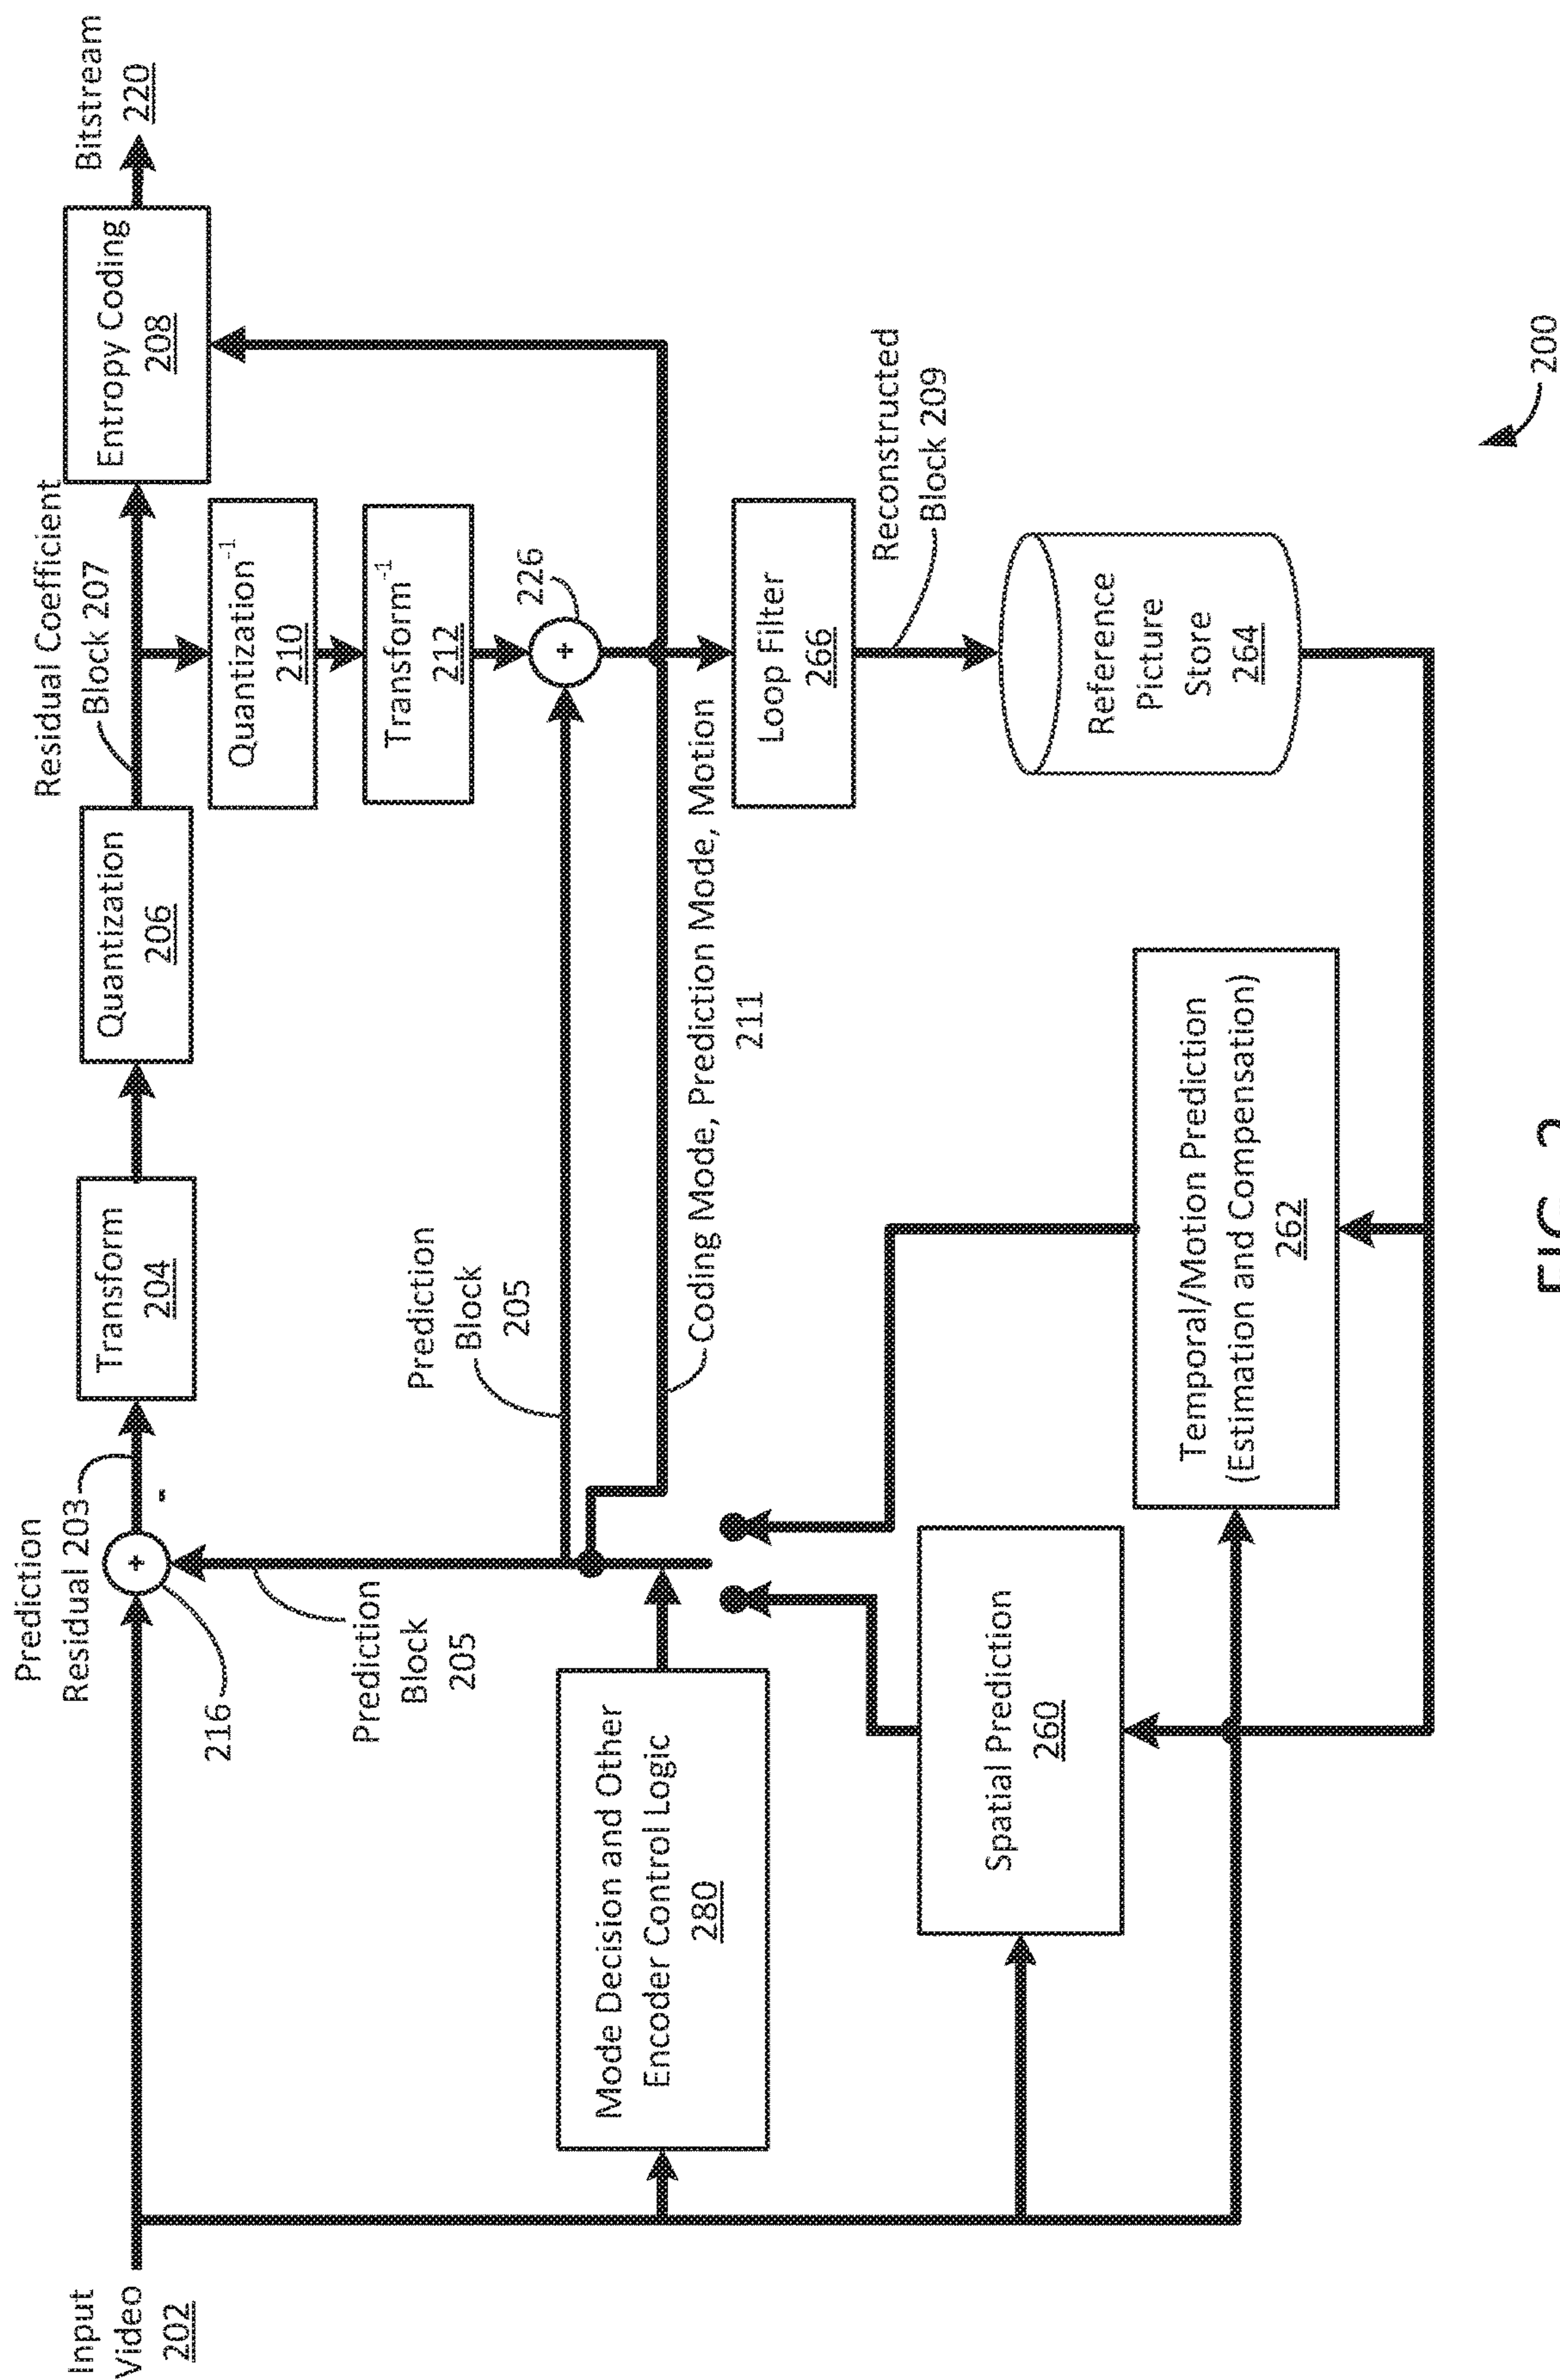 Input
Video
202
Prediction
Residual 203
216
-
+
Transform
204
Quantization
206
Residual Coefficient
Block 207
Entropy Coding
208
Bitstream
220
Quantization-1
210
Transform-1
212
226
+
Prediction
Block
205
Prediction
Block
205
Coding Mode, Prediction Mode, Motion
211
Mode Decision and Other
Encoder Control Logic
280
Loop Filter
266
Reconstructed
Block 209
Reference
Picture
Store
264
Spatial Prediction
260
Temporal/Motion Prediction
(Estimation and Compensation)
262
200
FIG. 2